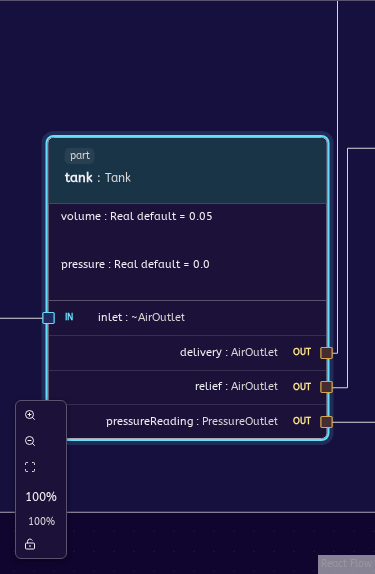 part
tank : Tank
volume : Real default = 0.05
pressure : Real default = 0.0
IN inlet : ~AirOutlet
delivery : AirOutlet OUT
relief : AirOutlet OUT
pressureReading : PressureOutlet OUT
100%
100%
React Flow